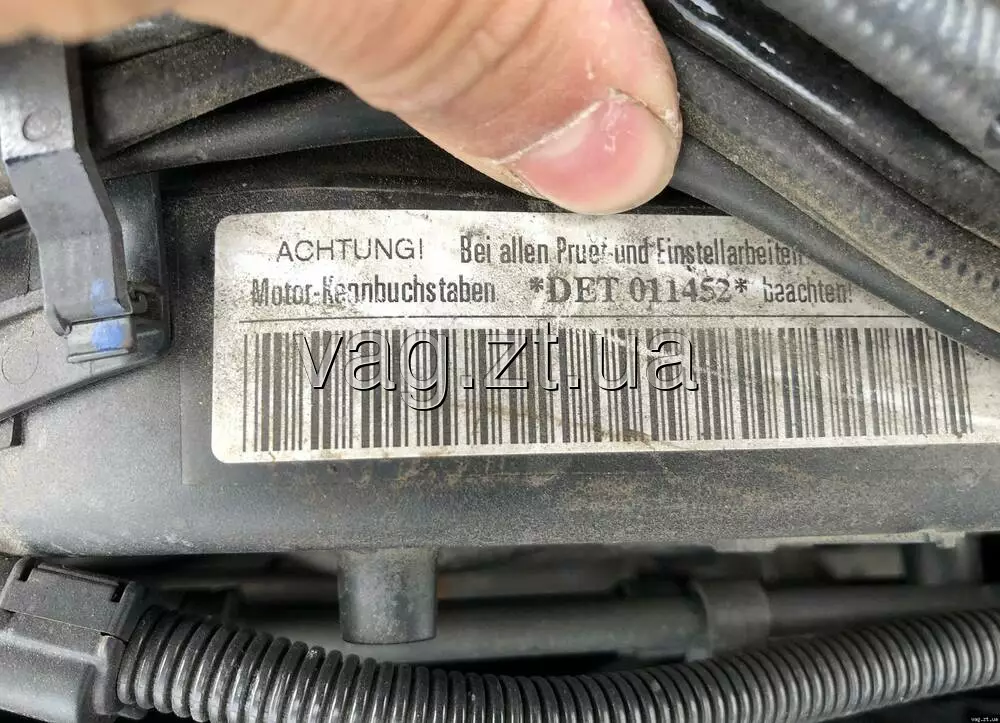 ACHTUNG! Bei allen Pruef-und Einstellarbeiten
Motor-Kennbuchstaben *DET 011452* beachten!
vag.zt.ua
vag.zt.ua